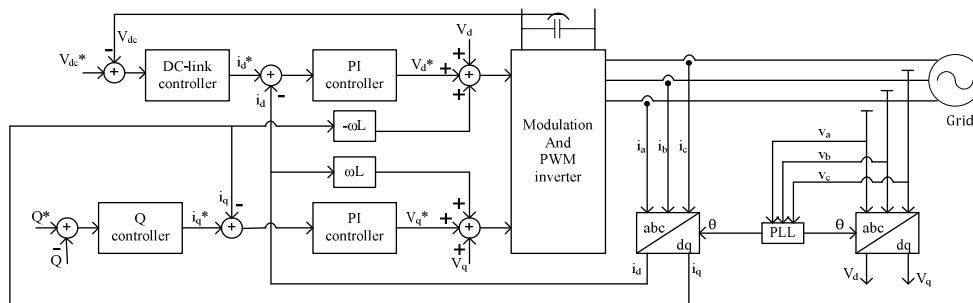 V_dc
V_d
V_dc*
DC-link
controller
i_d*
PI
controller
V_d*
i_d
-ωL
ωL
Modulation
And
PWM
inverter
Grid
v_a
v_b
v_c
i_a
i_b
i_c
i_q
Q*
Q
controller
i_q*
PI
controller
V_q*
Q
V_q
abc
dq
θ
PLL
θ
abc
dq
i_d
i_q
V_d
V_q